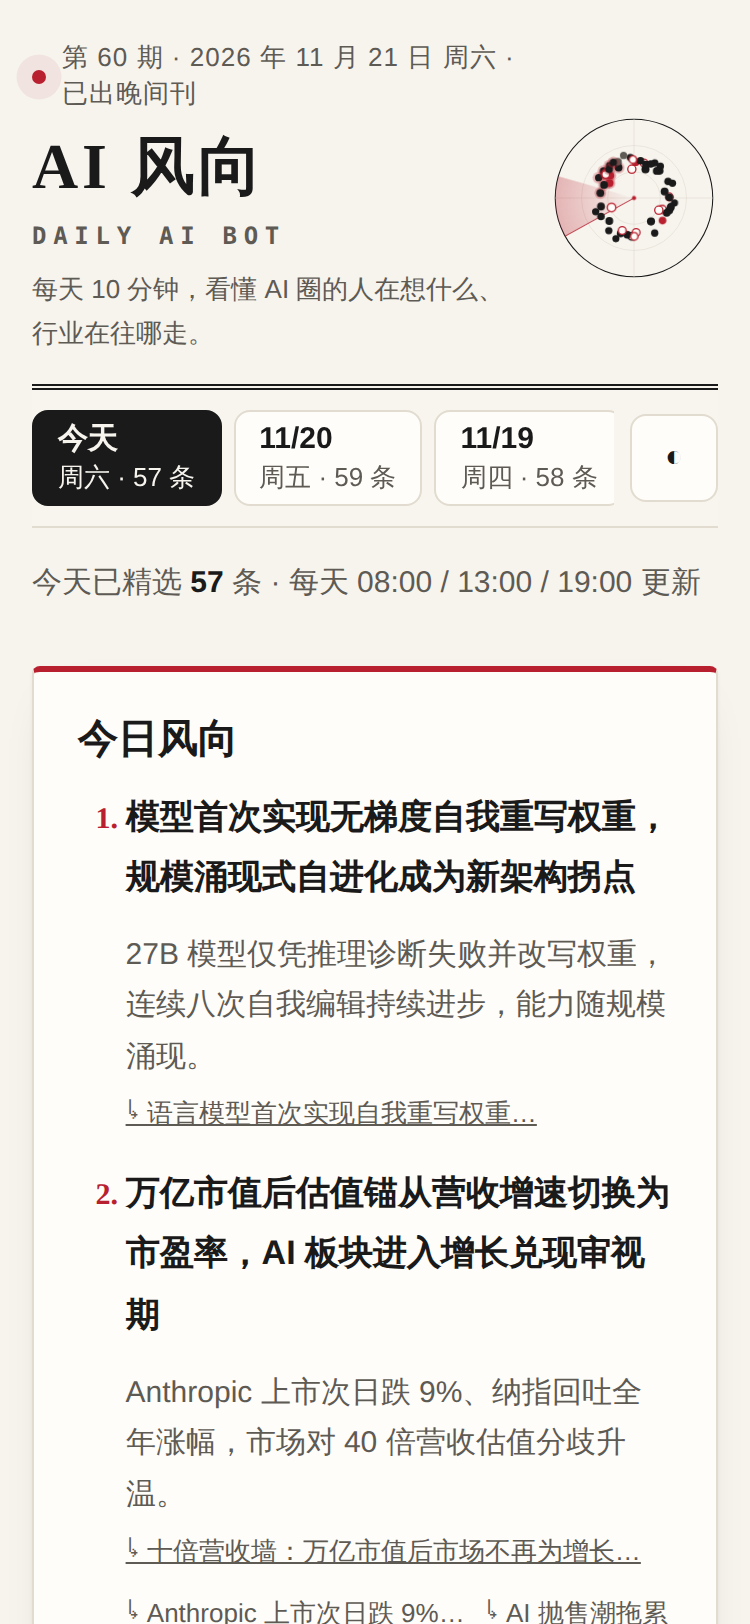 第 60 期 · 2026 年 11 月 21 日 周六 ·
已出晚间刊
AI 风向
DAILY AI BOT
每天 10 分钟，看懂 AI 圈的人在想什么、
行业在往哪走。
今天
周六 · 57 条
11/20
周五 · 59 条
11/19
周四 · 58 条
今天已精选 57 条 · 每天 08:00 / 13:00 / 19:00 更新
今日风向
1. 模型首次实现无梯度自我重写权重，
规模涌现式自进化成为新架构拐点
27B 模型仅凭推理诊断失败并改写权重，
连续八次自我编辑持续进步，能力随规模
涌现。
↳ 语言模型首次实现自我重写权重…
2. 万亿市值后估值锚从营收增速切换为
市盈率，AI 板块进入增长兑现审视
期
Anthropic 上市次日跌 9%、纳指回吐全
年涨幅，市场对 40 倍营收估值分歧升
温。
↳ 十倍营收墙：万亿市值后市场不再为增长…
↳ Anthropic 上市次日跌 9%… ↳ AI 抛售潮拖累